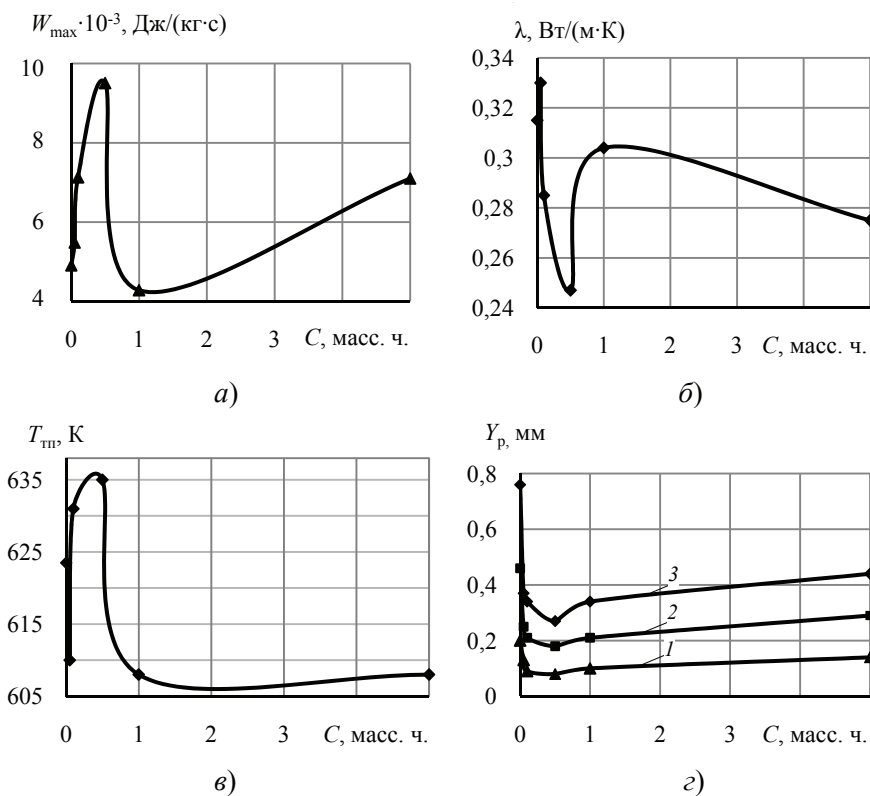 W_max·10⁻³, Дж/(кг·с)
10
8
6
4
0 1 2 3 C, масс. ч.
а)
λ, Вт/(м·К)
0,34
0,32
0,3
0,28
0,26
0,24
0 1 2 3 C, масс. ч.
б)
T_тп, К
635
625
615
605
0 1 2 3 C, масс. ч.
в)
Y_р, мм
0,8
0,6
0,4
0,2
0
3
2
1
0 1 2 3 C, масс. ч.
г)